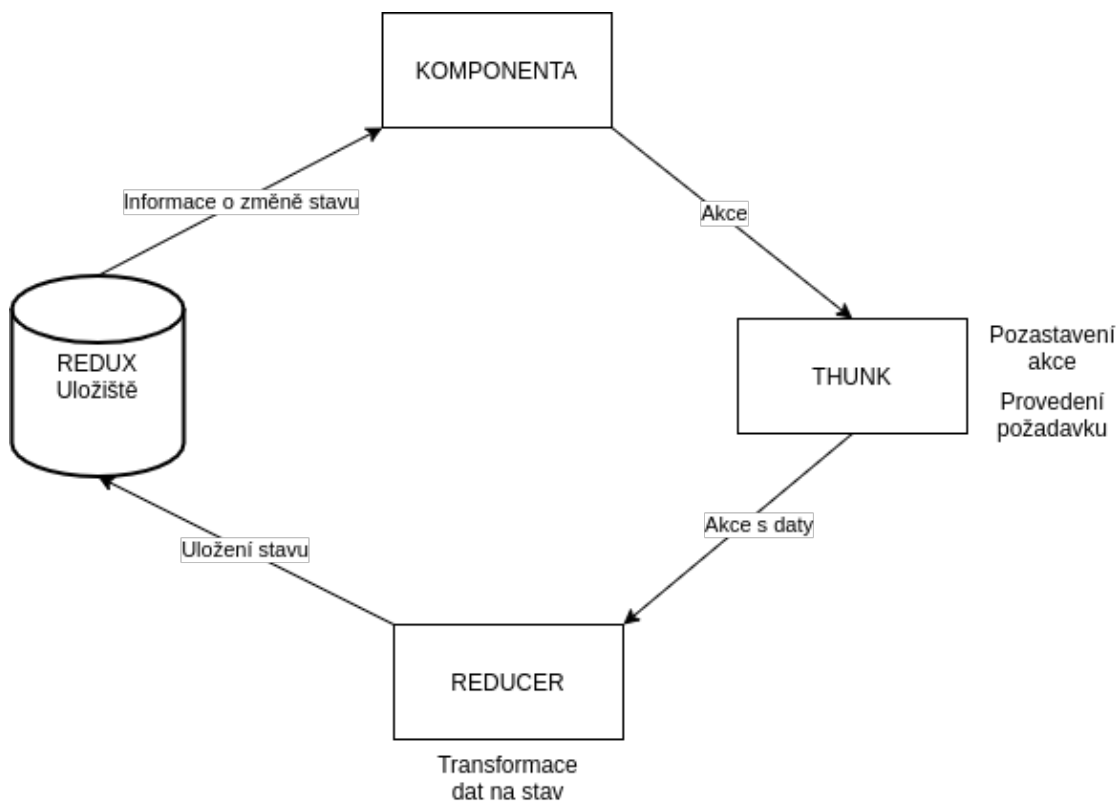 KOMPONENTA
Informace o změně stavu
Akce
REDUX
Uložiště
THUNK
Pozastavení
akce
Provedení
požadavku
Akce s daty
Uložení stavu
REDUCER
Transformace
dat na stav